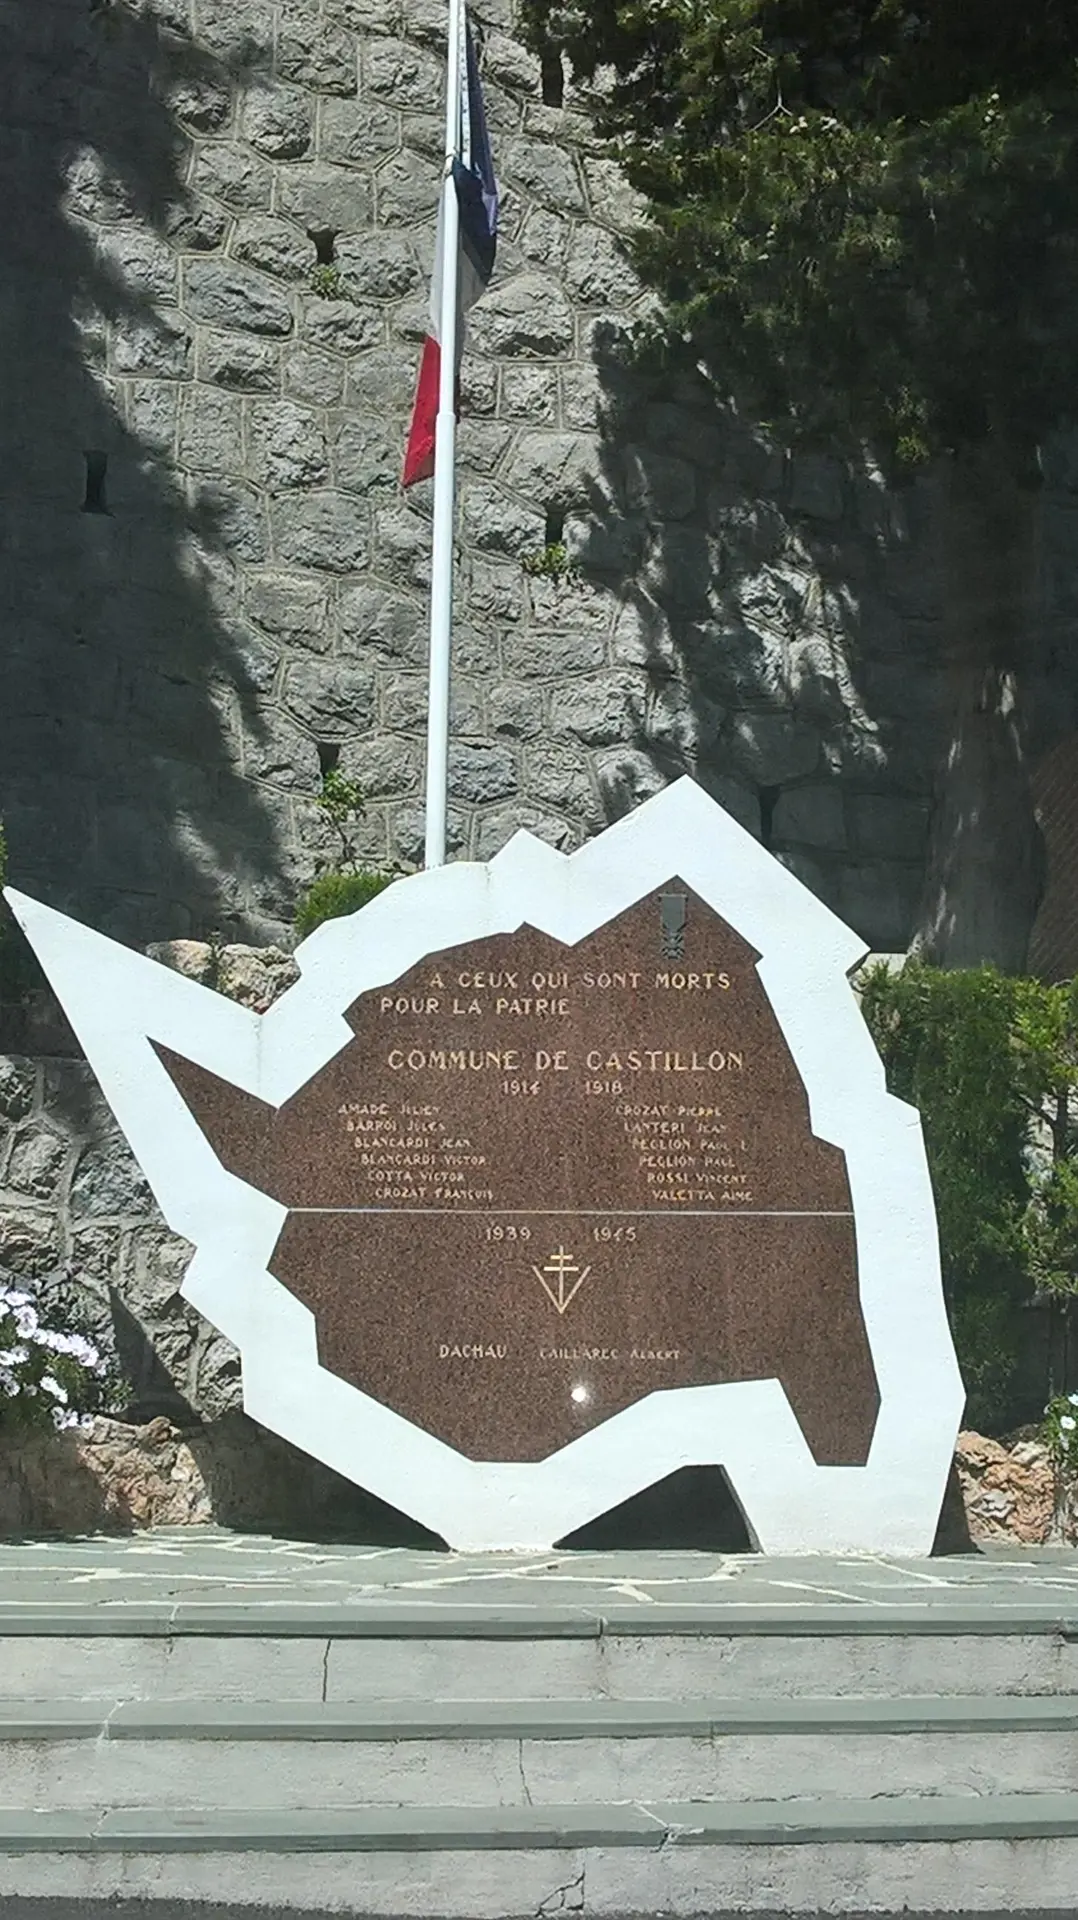 A CEUX QUI SONT MORTS
POUR LA PATRIE
COMMUNE DE CASTILLON
1914 1918
AMADE JULIEN
BARROI JULES
BLANCARDI JEAN
BLANCARDI VICTOR
COTTA VICTOR
CROZAT FRANCOIS
CROZAT PIERRE
LANTERI JEAN
PEGLION PAUL L
PEGLION PAUL
ROSSI VINCENT
VALETTA AIME
1939 1945
DACHAU ALBERT